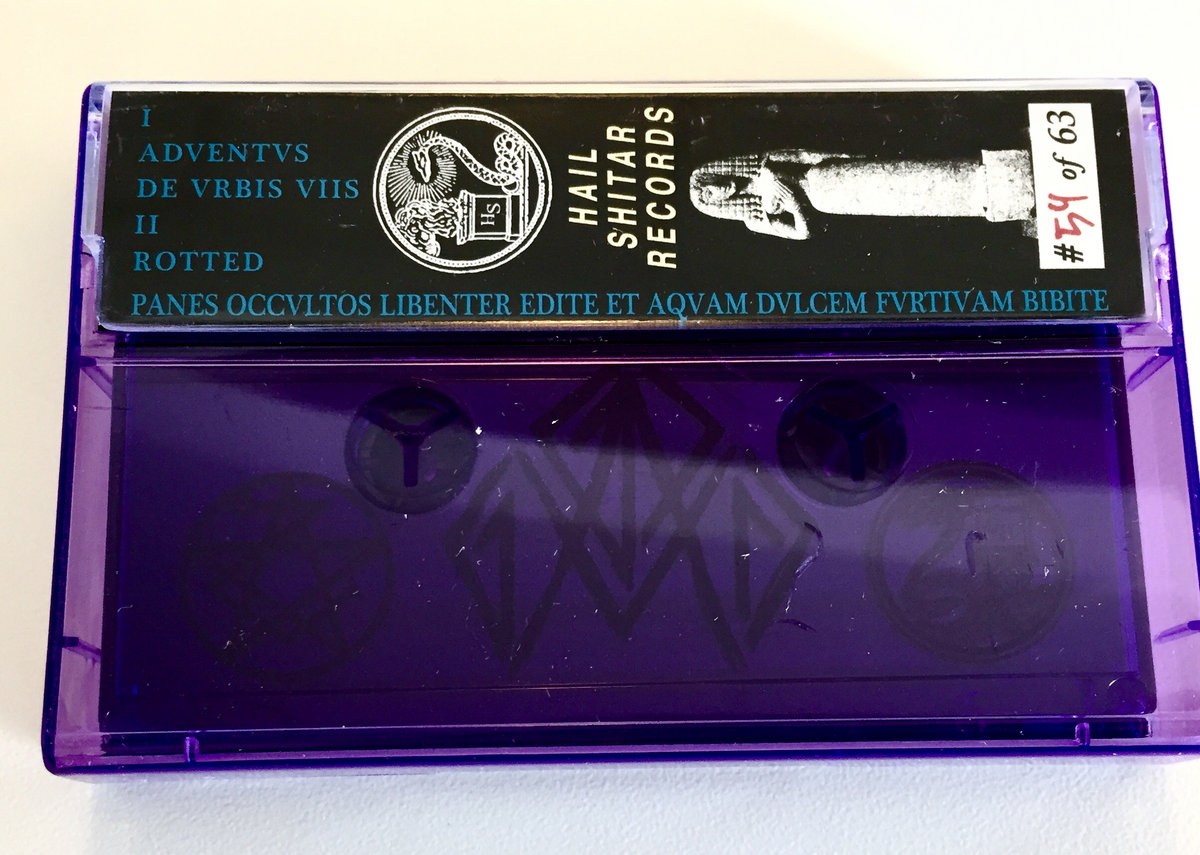 I
ADVENTVS
DE VRBIS VIIS
II
ROTTED
PANES OCCVLTOS LIBENTER EDITE ET AQVAM DVLCEM FVRTIVAM BIBITE
HS
HAIL
SHITAR
RECORDS
#54 of 63